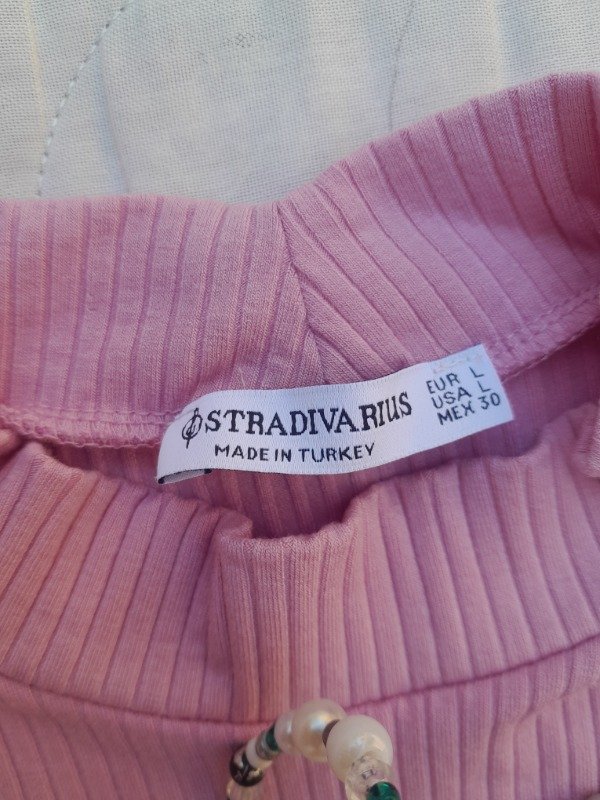 STRADIVARIUS
MADE IN TURKEY
EUR L
USA L
MEX 30